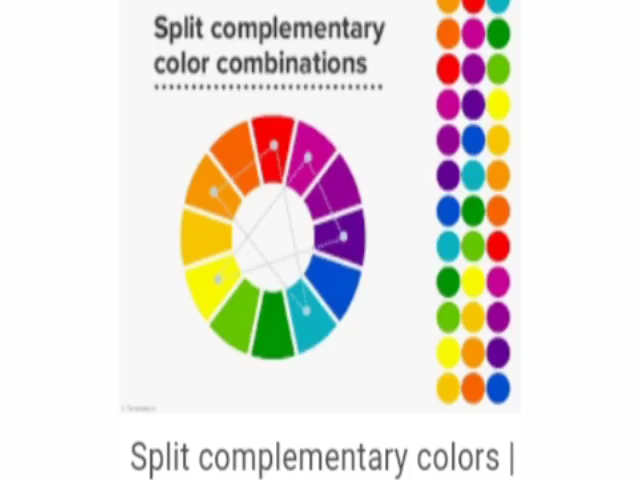 Split complementary
color combinations
Split complementary colors |